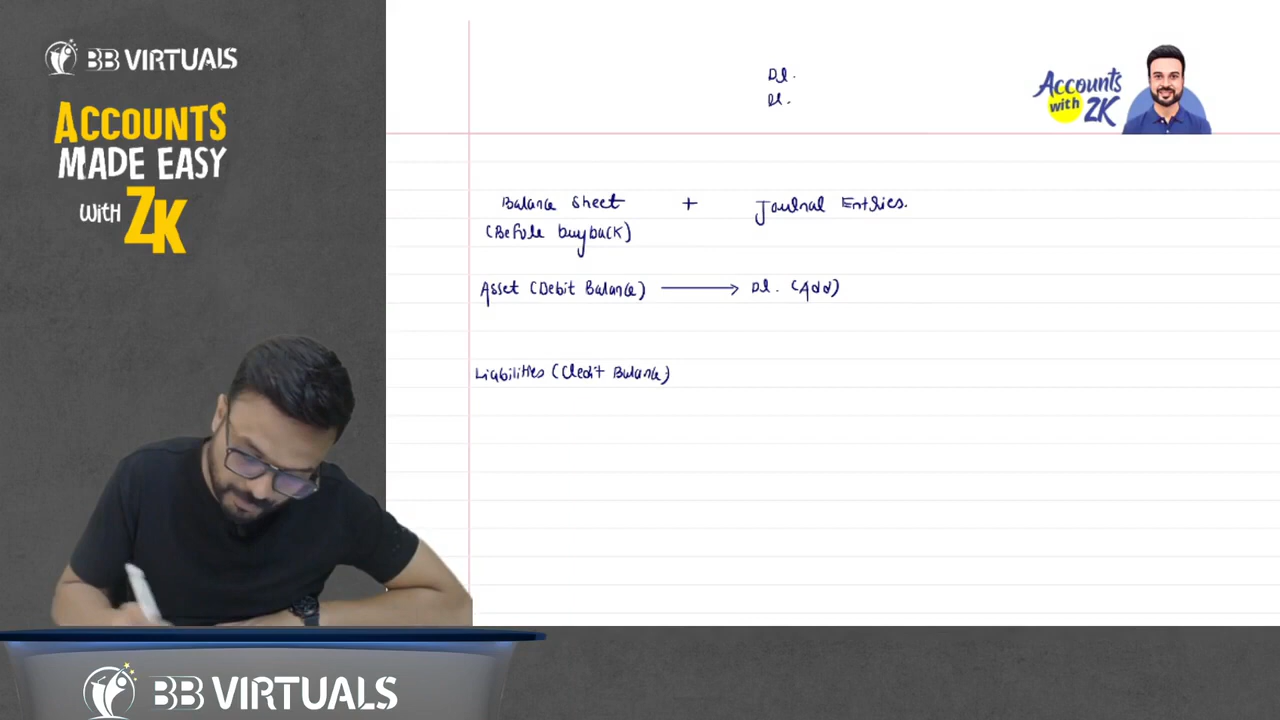 BB VIRTUALS
ACCOUNTS
MADE EASY
WITH ZK
Dr.
Dr.
Accounts
with ZK
Balance Sheet + Journal Entries.
(Before buyback)
Asset (Debit Balance) → Dr. (Add)
Liabilities (Credit Balance)
BB VIRTUALS